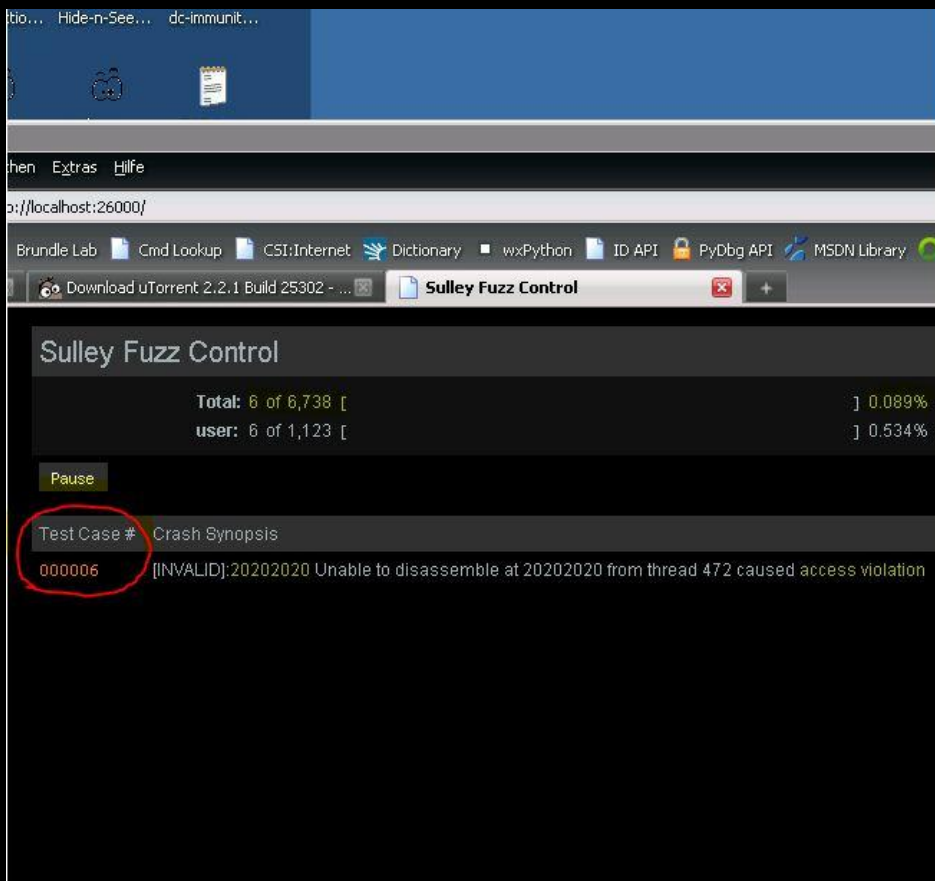 tio... Hide-n-See... dc-immunit...
hen Extras Hilfe
p://localhost:26000/
Brundle Lab Cmd Lookup CSI:Internet Dictionary wxPython ID API PyDbg API MSDN Library
Download uTorrent 2.2.1 Build 25302 - ... Sulley Fuzz Control +
Sulley Fuzz Control
Total: 6 of 6,738 [ ] 0.089%
user: 6 of 1,123 [ ] 0.534%
Pause
Test Case # Crash Synopsis
000006 [INVALID]:20202020 Unable to disassemble at 20202020 from thread 472 caused access violation